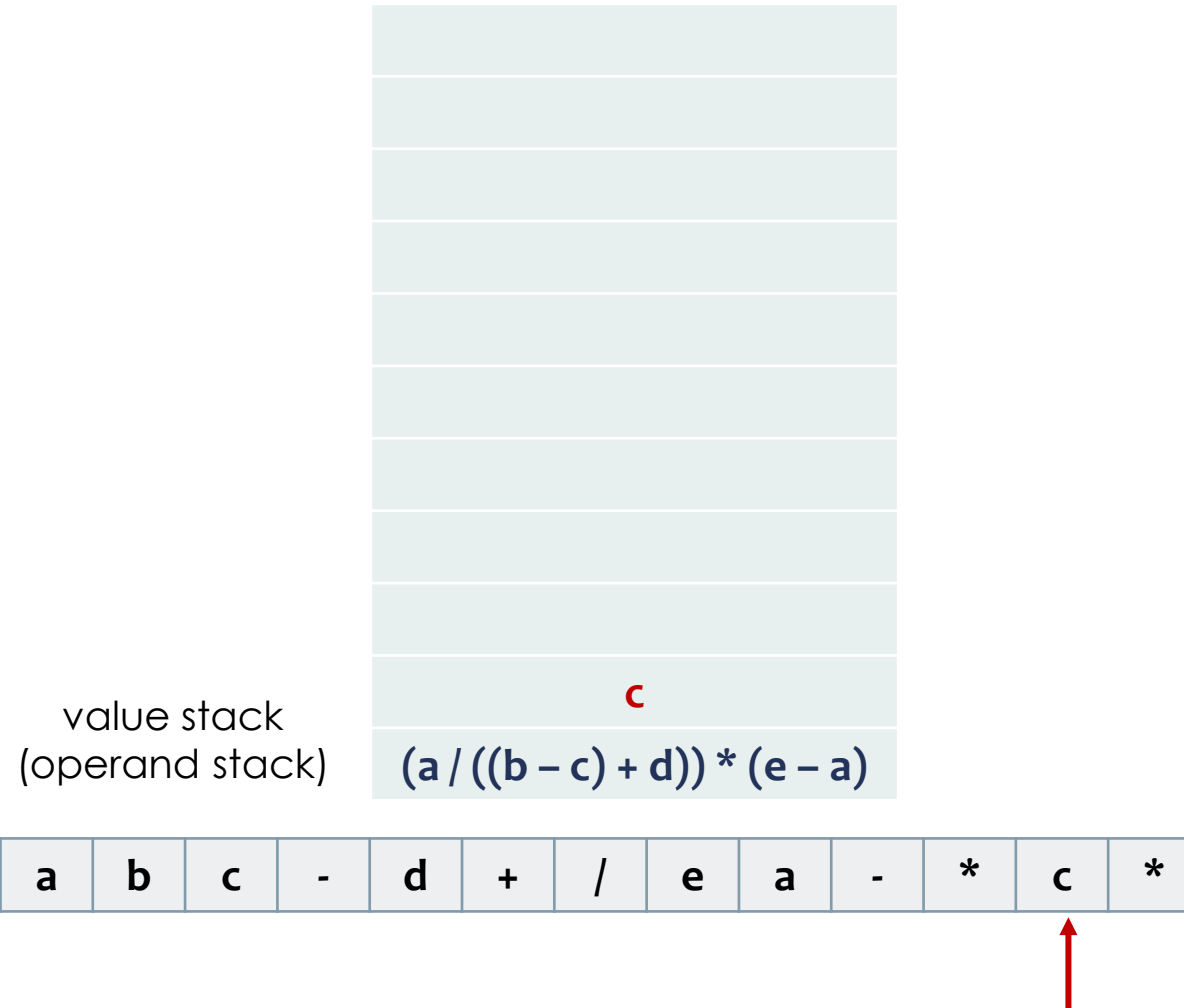 c
value stack
(operand stack)
(a / ((b – c) + d)) * (e – a)
a b c - d + / e a - * c *